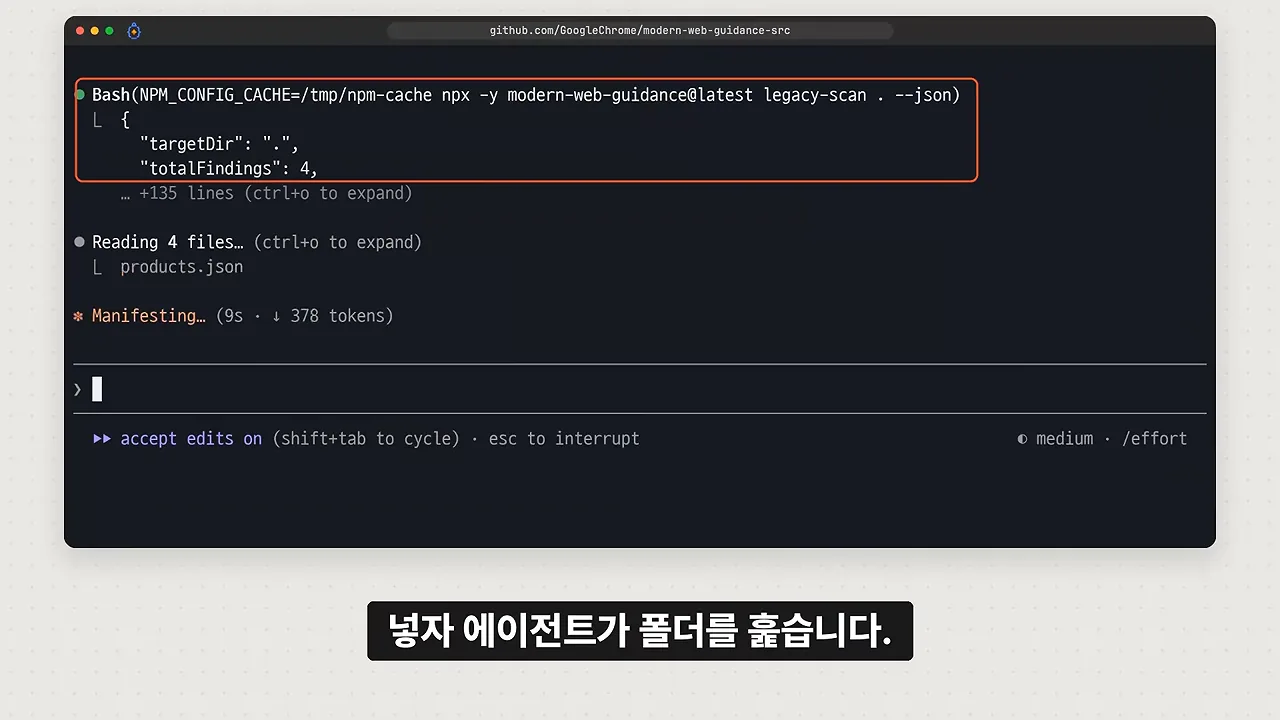 github.com/GoogleChrome/modern-web-guidance-src
Bash(NPM_CONFIG_CACHE=/tmp/npm-cache npx -y modern-web-guidance@latest legacy-scan . --json)
{
"targetDir": ".",
"totalFindings": 4,
… +135 lines (ctrl+o to expand)
Reading 4 files… (ctrl+o to expand)
products.json
Manifesting… (9s · ↓ 378 tokens)
❯
accept edits on (shift+tab to cycle) · esc to interrupt
◐ medium · /effort
넣자 에이전트가 폴더를 훑습니다.